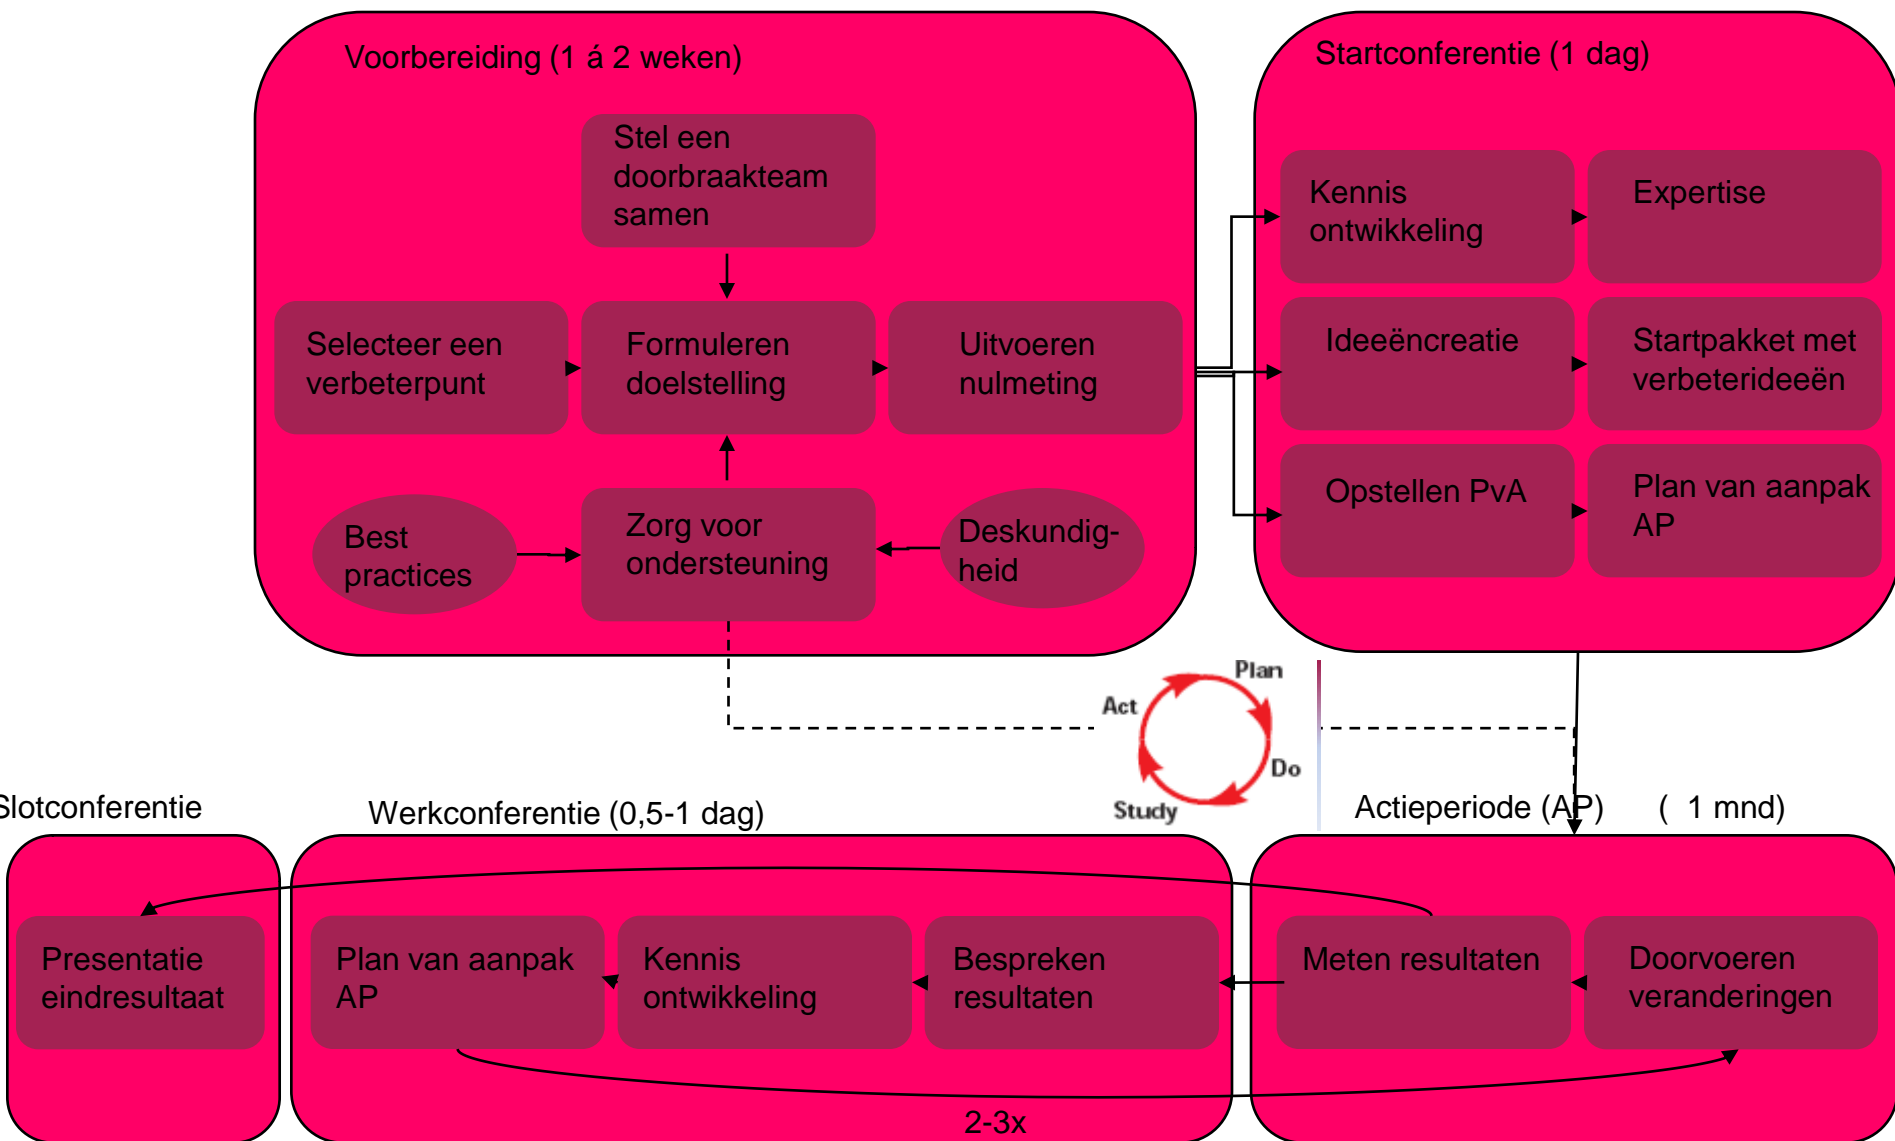 Voorbereiding (1 á 2 weken)
Stel een
doorbraakteam
samen
Selecteer een
verbeterpunt
Formuleren
doelstelling
Uitvoeren
nulmeting
Best
practices
Zorg voor
ondersteuning
Deskundig-
heid
Startconferentie (1 dag)
Kennis
ontwikkeling
Expertise
Ideeëncreatie
Startpakket met
verbeterideeën
Opstellen PvA
Plan van aanpak
AP
Plan
Act
Do
Study
Slotconferentie
Werkconferentie (0,5-1 dag)
Actieperiode (AP) ( 1 mnd)
Presentatie
eindresultaat
Plan van aanpak
AP
Kennis
ontwikkeling
Bespreken
resultaten
Meten resultaten
Doorvoeren
veranderingen
2-3x